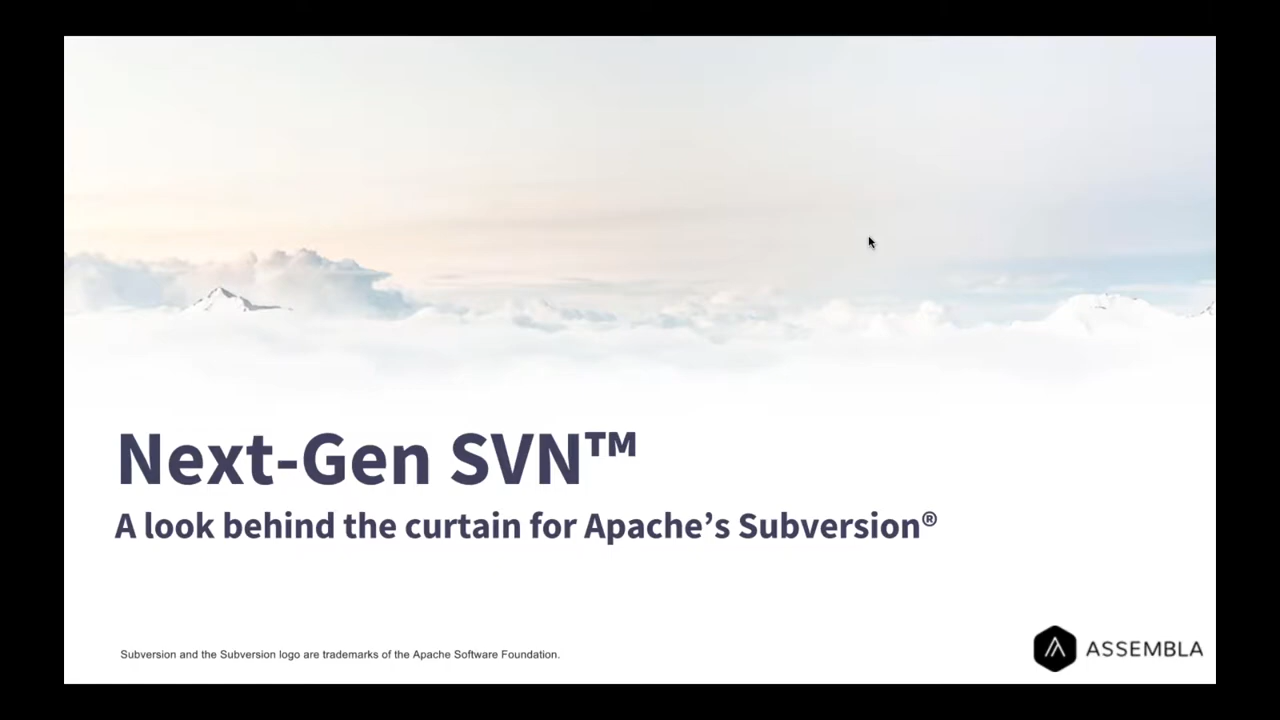 Next-Gen SVN™
A look behind the curtain for Apache’s Subversion®
Subversion and the Subversion logo are trademarks of the Apache Software Foundation.
ASSEMBLA